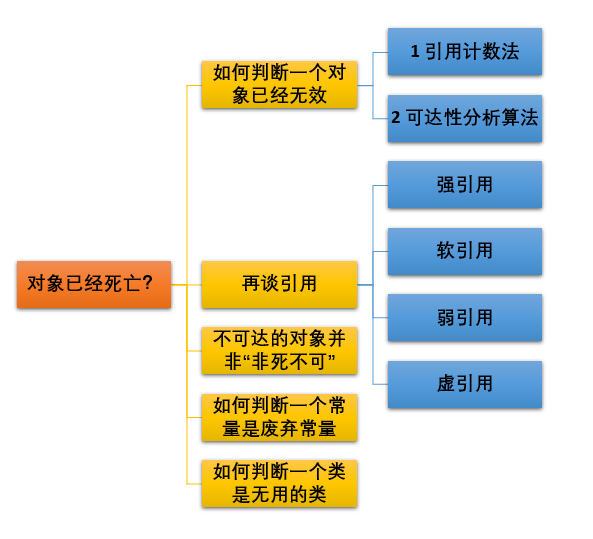 对象已经死亡?
如何判断一个对
象已经无效
1 引用计数法
2 可达性分析算法
再谈引用
强引用
软引用
弱引用
虚引用
不可达的对象并
非“非死不可”
如何判断一个常
量是废弃常量
如何判断一个类
是无用的类